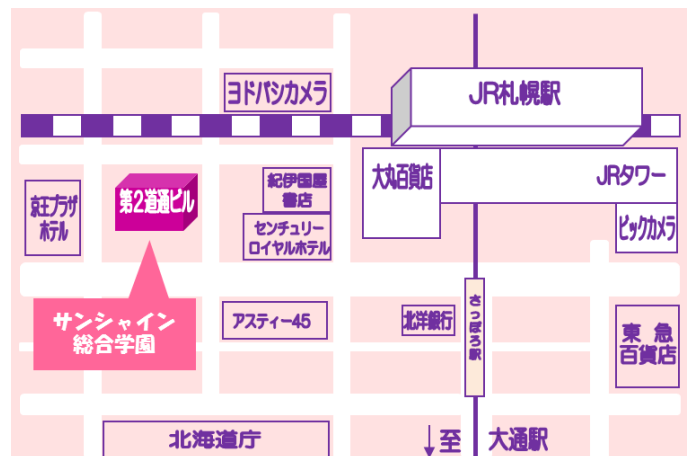 ヨドバシカメラ
JR札幌駅
京王プラザ
ホテル
第2道通ビル
紀伊國屋
書店
センチュリー
ロイヤルホテル
大丸百貨店
JRタワー
ビックカメラ
サンシャイン
総合学園
アスティー45
北洋銀行
さっぽろ駅
東急
百貨店
北海道庁
↓至 大通駅